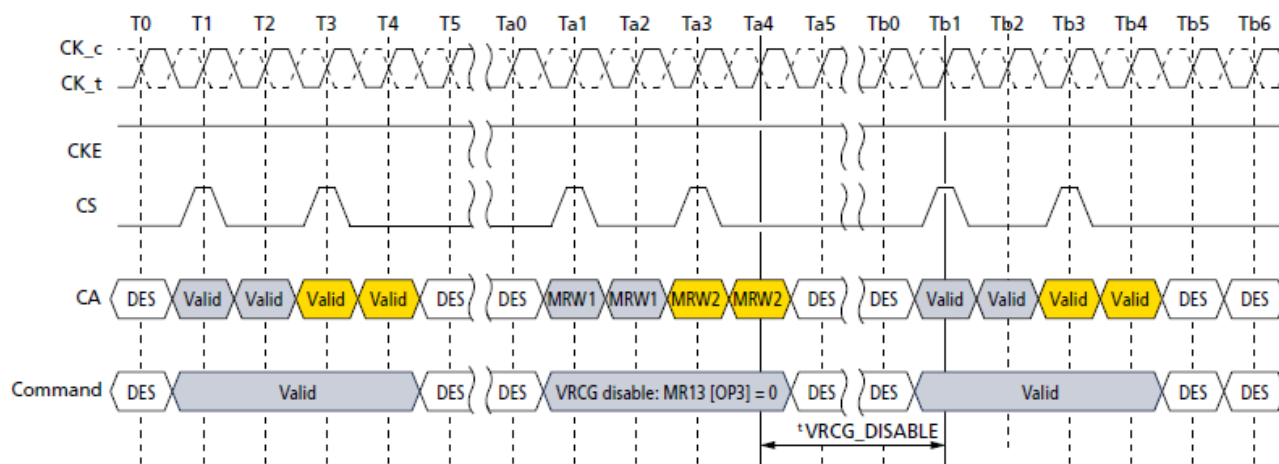 T0 T1 T2 T3 T4 T5 Ta0 Ta1 Ta2 Ta3 Ta4 Ta5 Tb0 Tb1 Tb2 Tb3 Tb4 Tb5 Tb6
CK_c
CK_t
CKE
CS
CA DES Valid Valid Valid Valid DES DES MRW1 MRW1 MRW2 MRW2 DES DES Valid Valid Valid Valid DES DES
Command DES Valid DES DES VRCG disable: MR13 [OP3] = 0 DES DES Valid DES DES
tVRCG_DISABLE